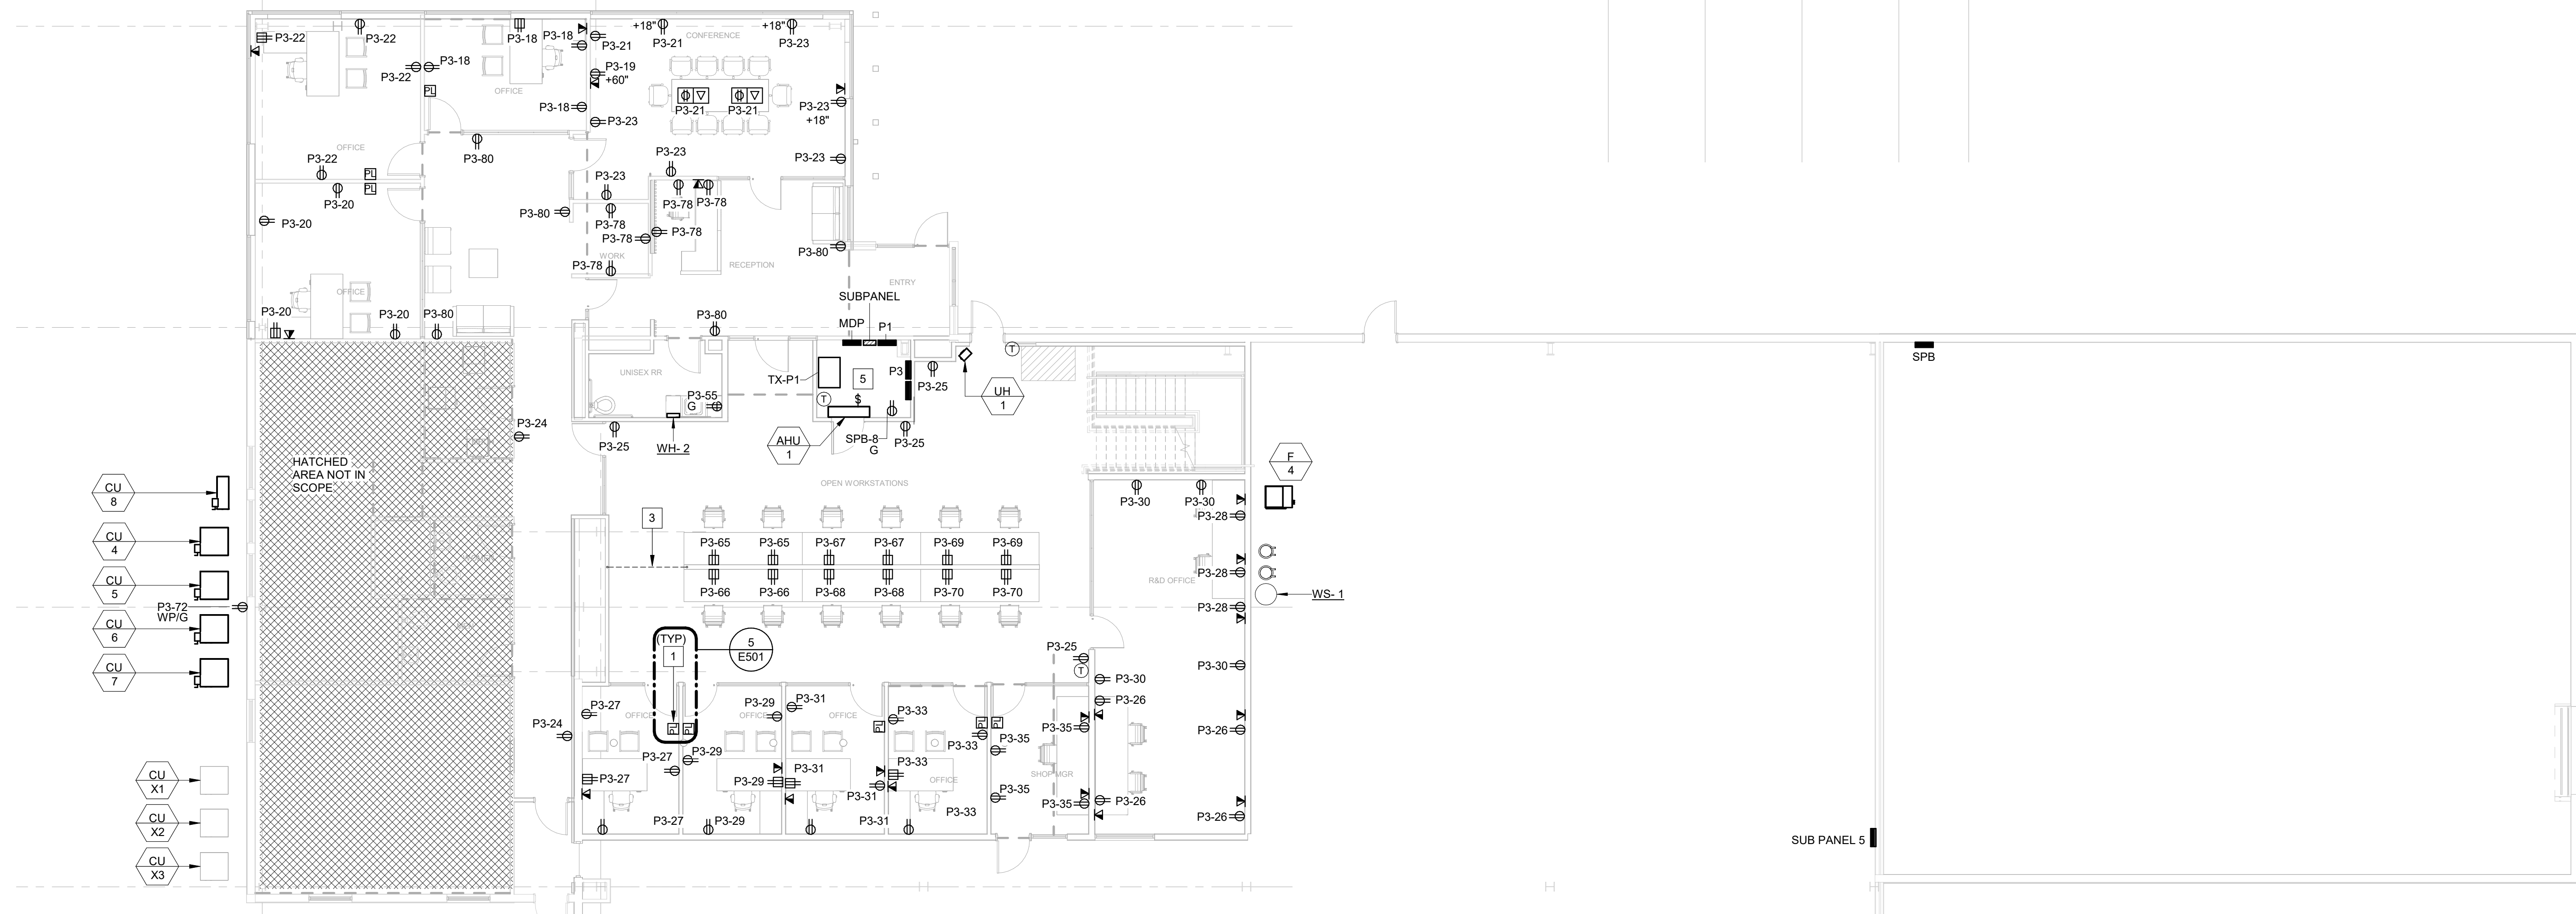 P3-22
P3-22
P3-18
P3-18
P3-21
+18"
P3-21
CONFERENCE
+18"
P3-23
P3-22
P3-18
P3-19
+60"
PL
OFFICE
P3-18
P3-21
P3-21
P3-23
+18"
P3-23
OFFICE
P3-80
P3-22
PL
P3-23
P3-23
PL
P3-20
P3-23
P3-20
P3-80
P3-78
P3-78
P3-78
P3-78
P3-78
P3-80
WORK
P3-78
RECEPTION
ENTRY
OFFICE
SUBPANEL
P3-20
P3-20
P3-80
P3-80
MDP
P1
SPB
T
UNISEX RR
TX-P1
5
P3
P3-25
UH
1
P3-55
G
T
$
P3-24
P3-25
WH- 2
AHU
1
SPB-8
G
P3-25
HATCHED
AREA NOT IN
SCOPE
F
4
CU
8
OPEN WORKSTATIONS
P3-30
P3-30
P3-28
3
CU
4
P3-65
P3-65
P3-67
P3-67
P3-69
P3-69
P3-28
R&D OFFICE
CU
5
P3-66
P3-66
P3-68
P3-68
P3-70
P3-70
WS- 1
P3-72
WP/G
P3-28
CU
6
(TYP)
1
5
E501
P3-25
T
P3-30
CU
7
P3-30
P3-26
P3-27
OFFICE
P3-29
OFFICE
P3-31
OFFICE
P3-33
P3-24
PL
PL
PL
PL
PL
P3-35
P3-26
P3-33
P3-35
P3-27
P3-29
P3-31
P3-33
SHOP MGR
CU
X1
P3-27
P3-29
P3-31
OFFICE
P3-35
P3-35
P3-26
P3-33
CU
X2
P3-27
P3-29
P3-31
P3-26
SUB PANEL 5
CU
X3